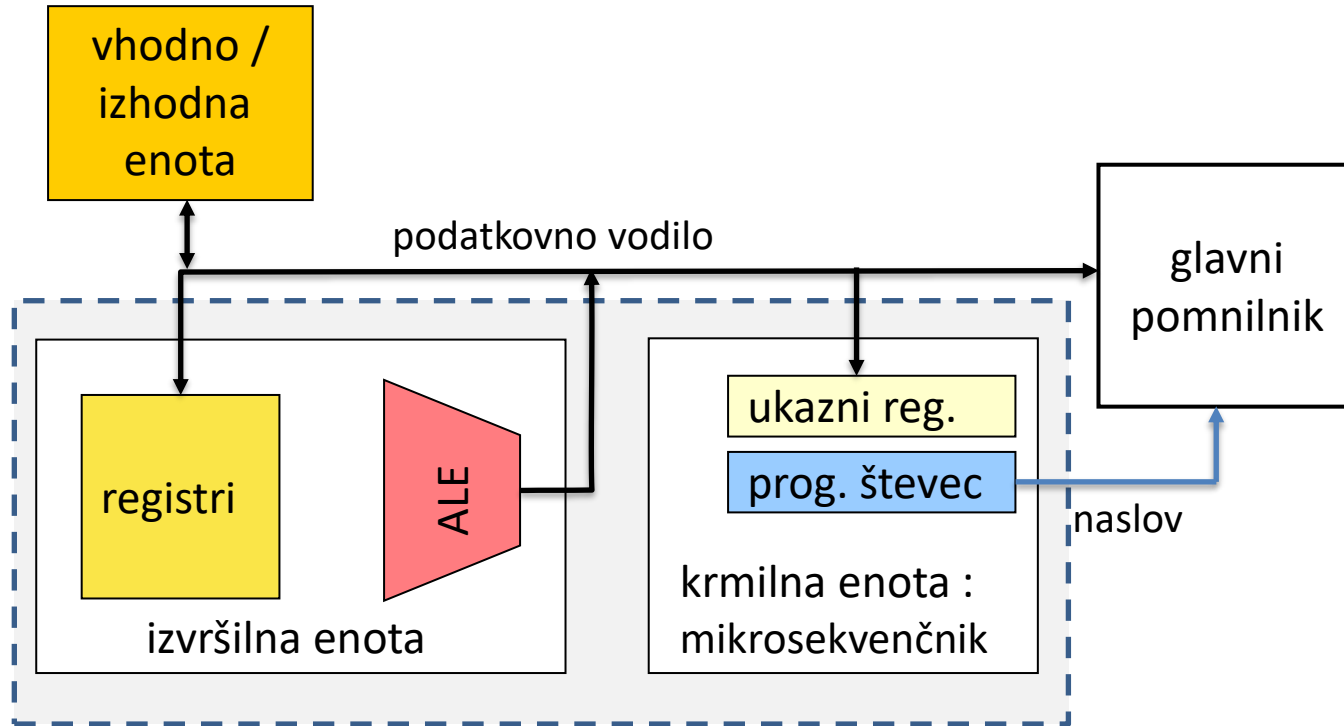 vhodno /
izhodna
enota
podatkovno vodilo
glavni
pomnilnik
registri
ALE
izvršilna enota
ukazni reg.
prog. števec
naslov
krmilna enota :
mikrosekvenčnik